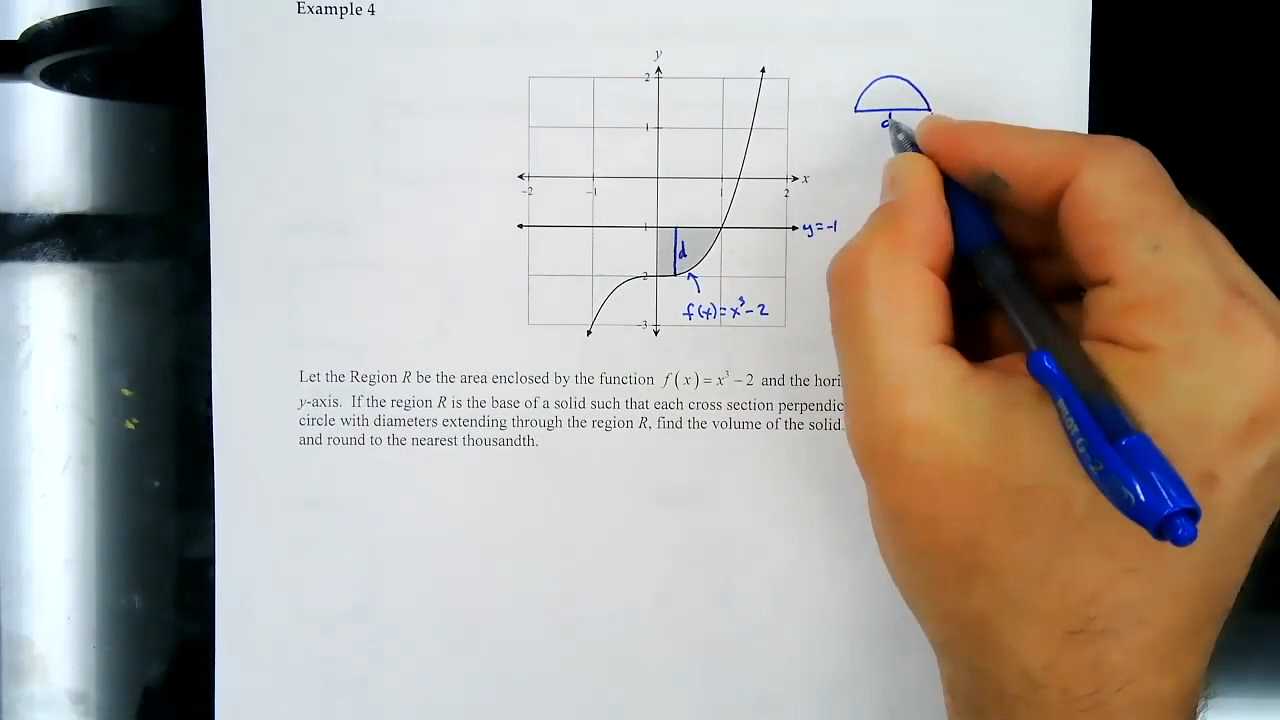 Example 4
y
2
1
x
-2
-1
1
2
1
y=-1
d
2
f(x)=x³-2
-3
d
Let the Region R be the area enclosed by the function f(x) = x³ − 2 and the hori
y-axis. If the region R is the base of a solid such that each cross section perpendic
circle with diameters extending through the region R, find the volume of the solid.
and round to the nearest thousandth.
PILOT G-2